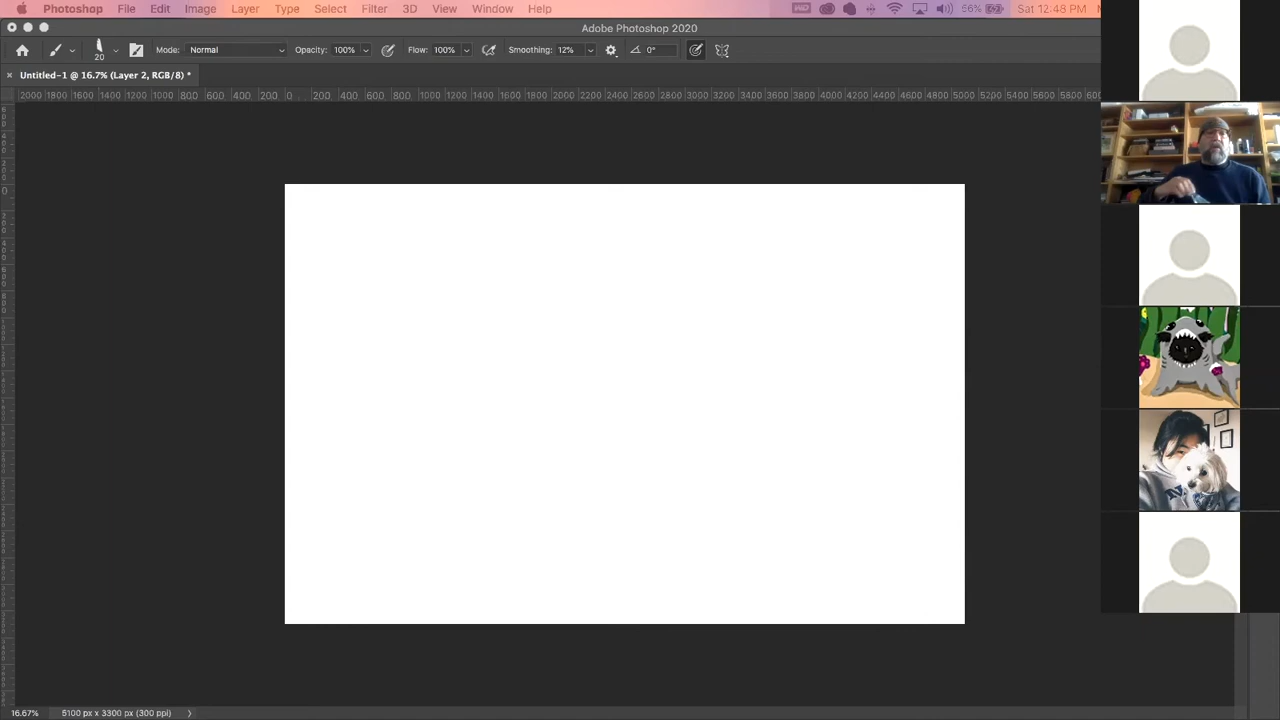 Photoshop File Edit Image Layer Type Select Filter 3D View Window Help 56% Sat 12:48 PM
Adobe Photoshop 2020
20 Mode: Normal Opacity: 100% Flow: 100% Smoothing: 12% 0°
Untitled-1 @ 16.7% (Layer 2, RGB/8) *
2000 1800 1600 1400 1200 1000 800 600 400 200 0 200 400 600 800 1000 1200 1400 1600 1800 2000 2200 2400 2600 2800 3000 3200 3400 3600 3800 4000 4200 4400 4600 4800 5000 5200 5400 5600 5800
16.67% 5100 px x 3300 px (300 ppi)